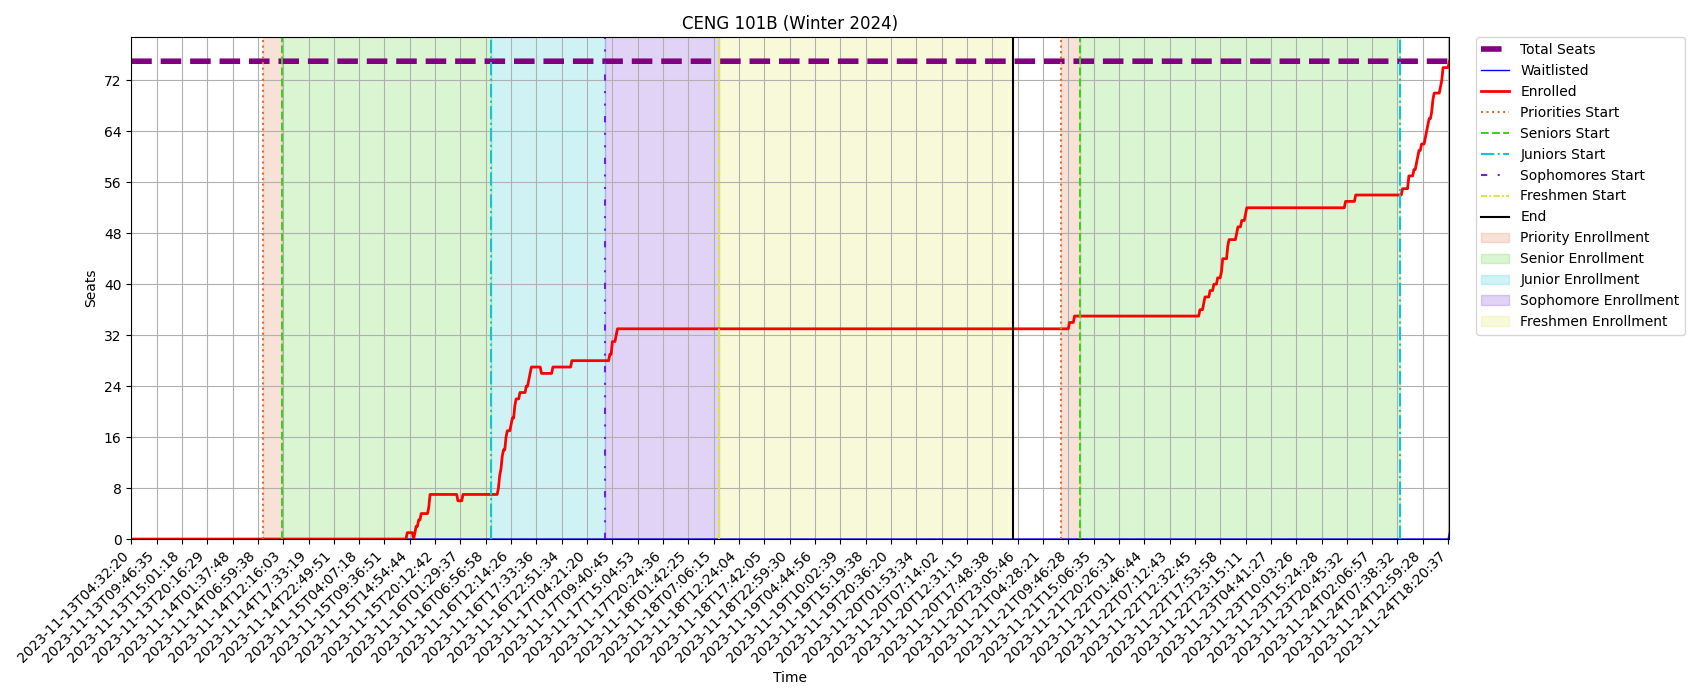 CENG 101B (Winter 2024)
Seats
72
64
56
48
40
32
24
16
8
0
2023-11-13T04:32:20
2023-11-13T09:46:35
2023-11-13T15:01:18
2023-11-13T20:16:29
2023-11-14T01:37:48
2023-11-14T06:59:38
2023-11-14T12:16:03
2023-11-14T17:33:19
2023-11-14T22:49:51
2023-11-15T04:07:18
2023-11-15T09:36:51
2023-11-15T14:54:44
2023-11-15T20:12:42
2023-11-16T01:29:37
2023-11-16T06:56:58
2023-11-16T12:14:26
2023-11-16T17:33:36
2023-11-16T22:51:34
2023-11-17T04:21:20
2023-11-17T09:40:45
2023-11-17T15:04:53
2023-11-17T20:24:36
2023-11-18T01:42:25
2023-11-18T07:06:15
2023-11-18T12:24:04
2023-11-18T17:42:05
2023-11-18T22:59:30
2023-11-19T04:44:56
2023-11-19T10:02:39
2023-11-19T15:19:38
2023-11-19T20:36:20
2023-11-20T01:53:34
2023-11-20T07:14:02
2023-11-20T12:31:15
2023-11-20T17:48:38
2023-11-20T23:05:46
2023-11-21T04:28:21
2023-11-21T09:46:28
2023-11-21T15:06:35
2023-11-21T20:26:31
2023-11-22T01:46:44
2023-11-22T07:12:43
2023-11-22T12:32:45
2023-11-22T17:53:58
2023-11-22T23:15:11
2023-11-23T04:41:27
2023-11-23T10:03:26
2023-11-23T15:24:28
2023-11-23T20:45:32
2023-11-24T02:06:57
2023-11-24T07:38:32
2023-11-24T12:59:28
2023-11-24T18:20:37
Time
Total Seats
Waitlisted
Enrolled
Priorities Start
Seniors Start
Juniors Start
Sophomores Start
Freshmen Start
End
Priority Enrollment
Senior Enrollment
Junior Enrollment
Sophomore Enrollment
Freshmen Enrollment